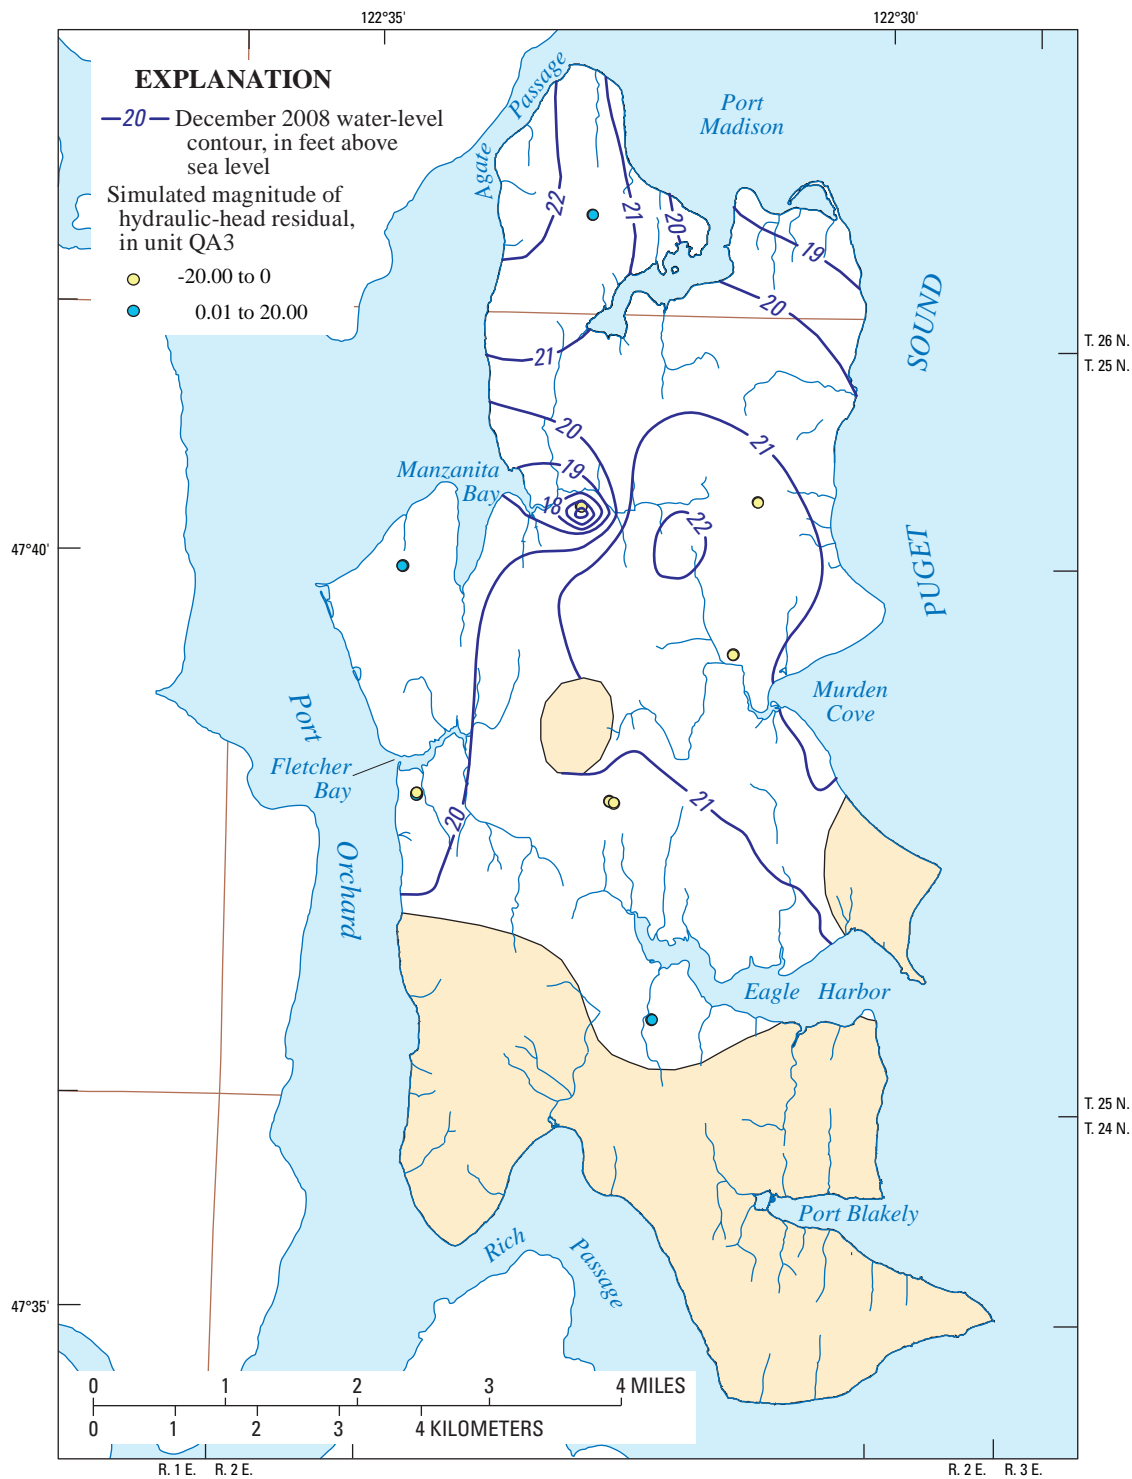 122°35'
122°30'
EXPLANATION
20
December 2008 water-level
contour, in feet above
sea level
Simulated magnitude of
hydraulic-head residual,
in unit QA3
-20.00 to 0
0.01 to 20.00
Agate Passage
Port
Madison
22
21
20
19
20
SOUND
T. 26 N.
T. 25 N.
21
20
21
19
18
Manzanita
Bay
22
47°40'
PUGET
Murden
Cove
Port
Fletcher
Bay
21
20
Orchard
Eagle Harbor
T. 25 N.
T. 24 N.
Port Blakely
Rich
Passage
47°35'
0 1 2 3 4 MILES
0 1 2 3 4 KILOMETERS
R. 1 E. R. 2 E.
R. 2 E. R. 3 E.